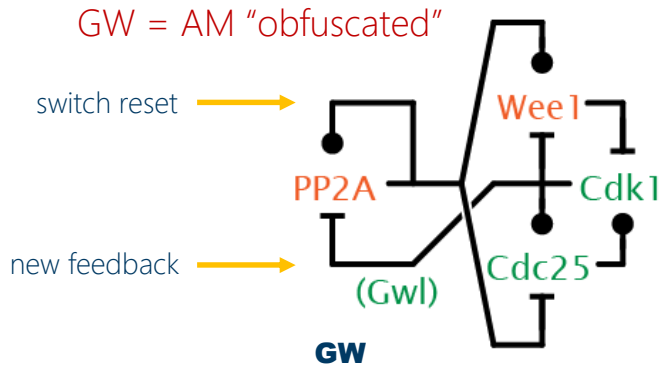 GW = AM “obfuscated”
switch reset
Wee1
PP2A
Cdk1
new feedback
Cdc25
(Gwl)
GW